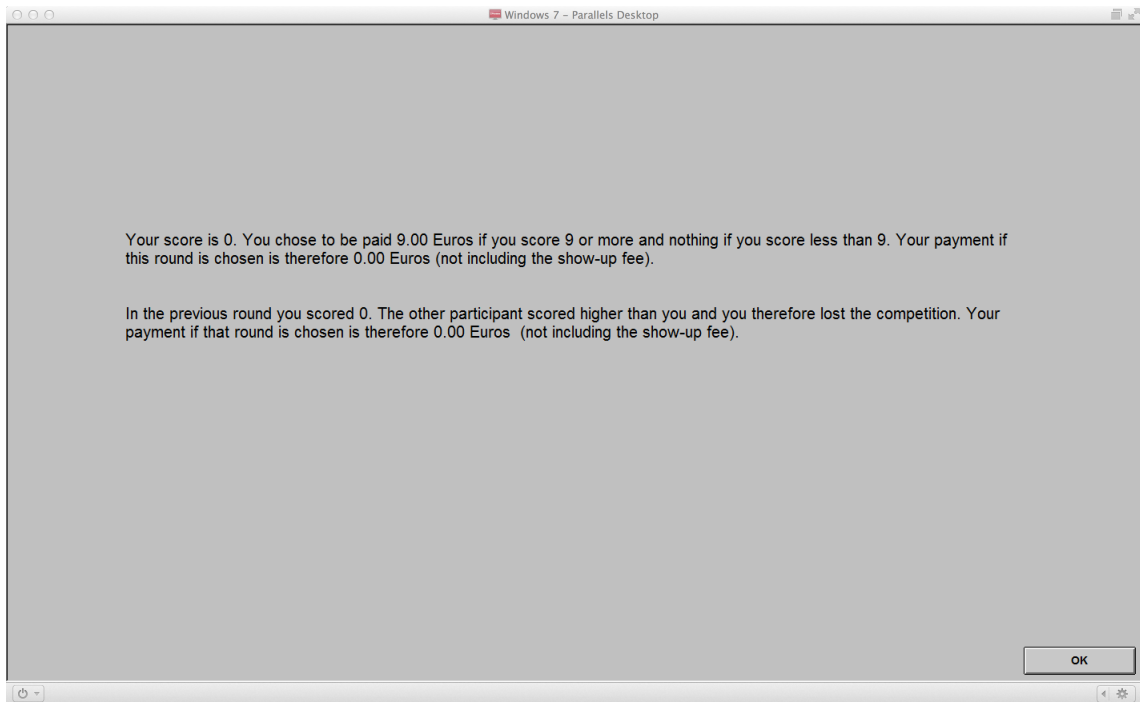 Windows 7 – Parallels Desktop
Your score is 0. You chose to be paid 9.00 Euros if you score 9 or more and nothing if you score less than 9. Your payment if
this round is chosen is therefore 0.00 Euros (not including the show-up fee).
In the previous round you scored 0. The other participant scored higher than you and you therefore lost the competition. Your
payment if that round is chosen is therefore 0.00 Euros  (not including the show-up fee).
OK